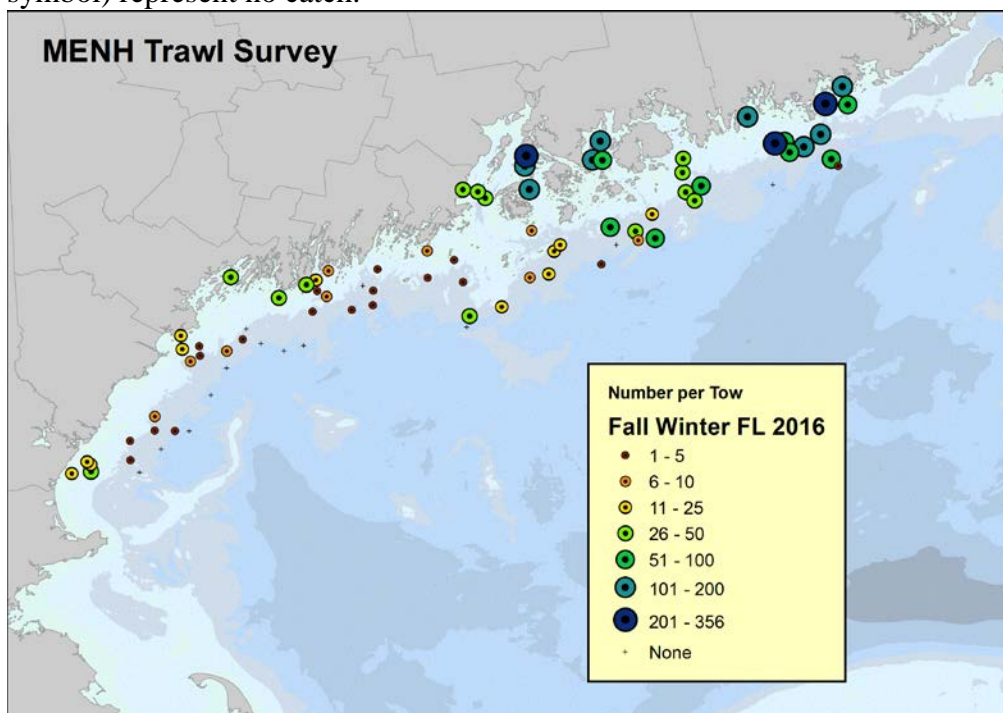 symbol) represent no catch.
MENH Trawl Survey
Number per Tow
Fall Winter FL 2016
1 - 5
6 - 10
11 - 25
26 - 50
51 - 100
101 - 200
201 - 356
None